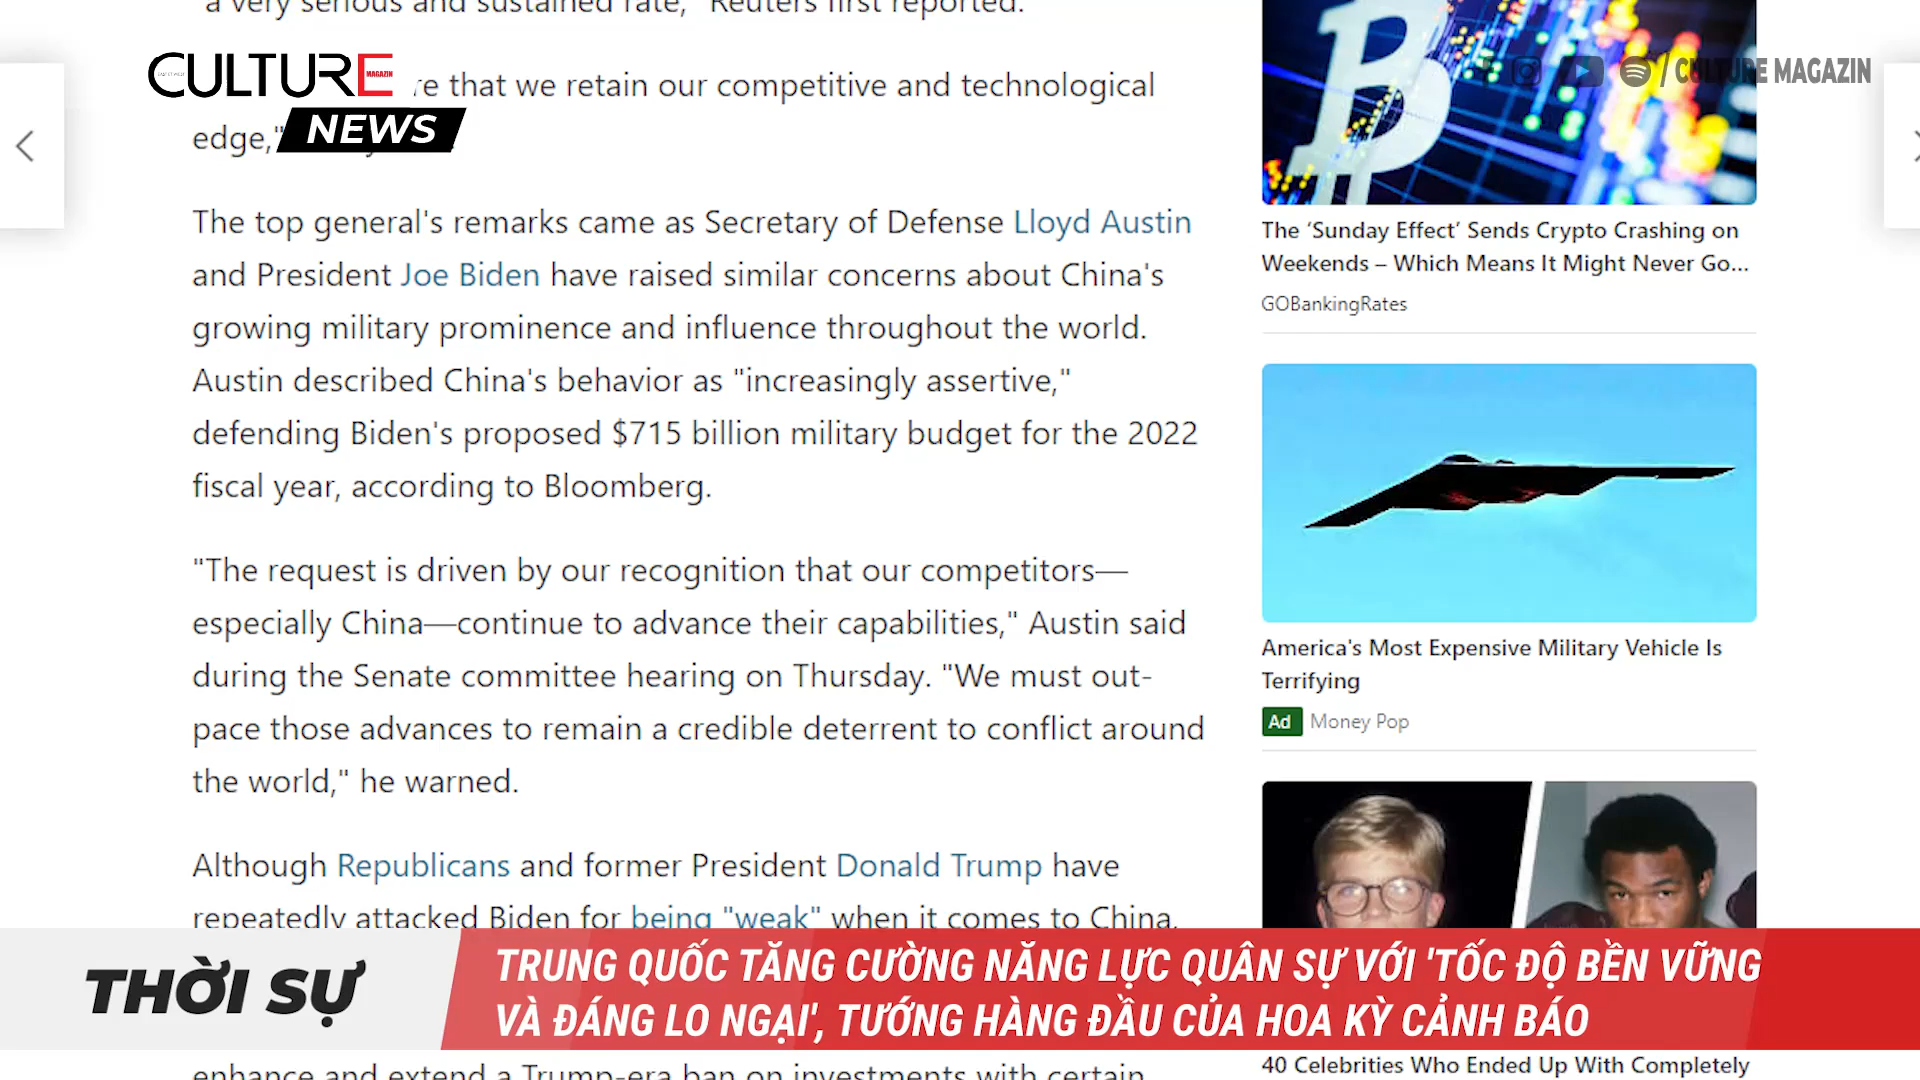 "a very serious and sustained rate," Reuters first reported.
CULTURE
MAGAZIN
NEWS
re that we retain our competitive and technological
edge,"
The top general's remarks came as Secretary of Defense Lloyd Austin
and President Joe Biden have raised similar concerns about China's
growing military prominence and influence throughout the world.
Austin described China's behavior as "increasingly assertive,"
defending Biden's proposed $715 billion military budget for the 2022
fiscal year, according to Bloomberg.
"The request is driven by our recognition that our competitors—
especially China—continue to advance their capabilities," Austin said
during the Senate committee hearing on Thursday. "We must out-
pace those advances to remain a credible deterrent to conflict around
the world," he warned.
Although Republicans and former President Donald Trump have
repeatedly attacked Biden for being "weak" when it comes to China,
enhance and extend a Trump-era ban on investments with certain
/ CULTURE MAGAZIN
The ‘Sunday Effect’ Sends Crypto Crashing on
Weekends – Which Means It Might Never Go...
GOBankingRates
America's Most Expensive Military Vehicle Is
Terrifying
Ad Money Pop
40 Celebrities Who Ended Up With Completely
THỜI SỰ
TRUNG QUỐC TĂNG CƯỜNG NĂNG LỰC QUÂN SỰ VỚI 'TỐC ĐỘ BỀN VỮNG
VÀ ĐÁNG LO NGẠI', TƯỚNG HÀNG ĐẦU CỦA HOA KỲ CẢNH BÁO